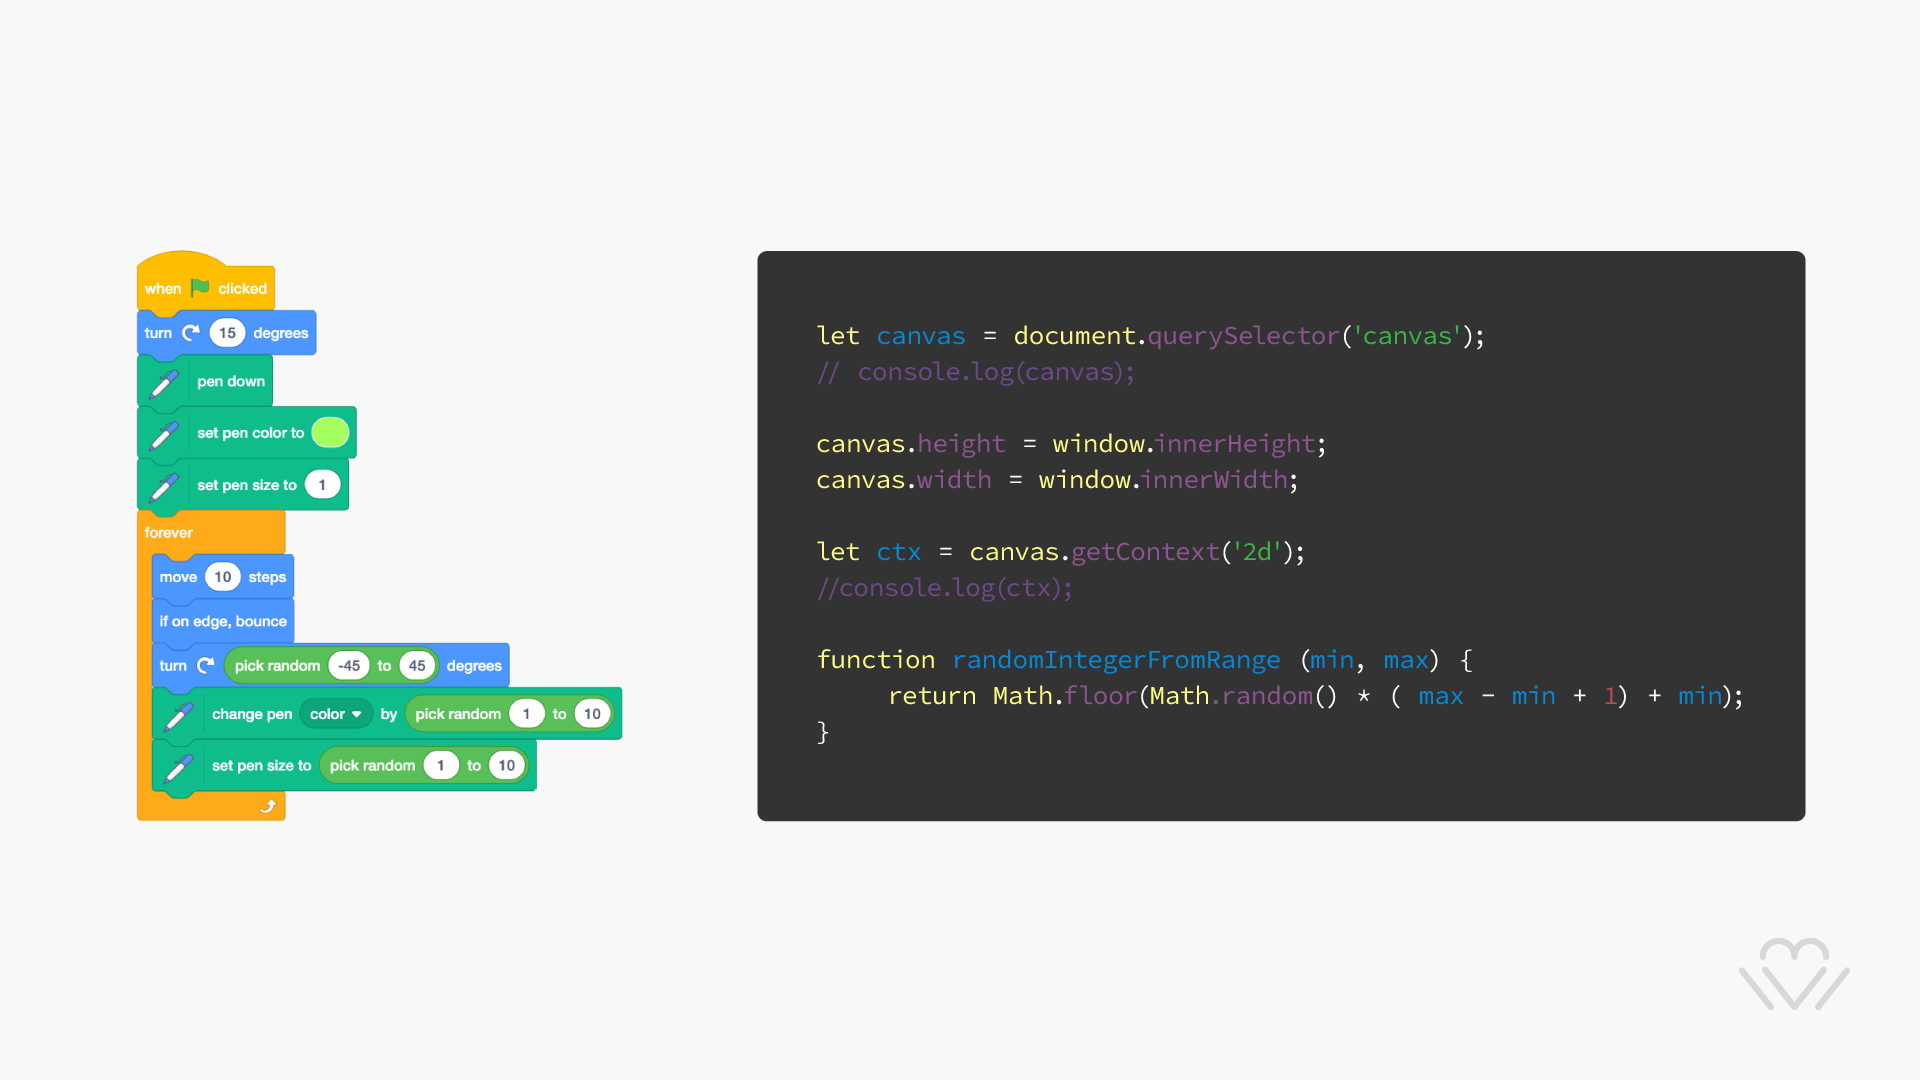 when clicked
turn 15 degrees
pen down
set pen color to
set pen size to 1
forever
move 10 steps
if on edge, bounce
turn pick random -45 to 45 degrees
change pen color by pick random 1 to 10
set pen size to pick random 1 to 10
let canvas = document.querySelector('canvas');
// console.log(canvas);
canvas.height = window.innerHeight;
canvas.width = window.innerWidth;
let ctx = canvas.getContext('2d');
//console.log(ctx);
function randomIntegerFromRange (min, max) {
return Math.floor(Math.random() * ( max - min + 1) + min);
}